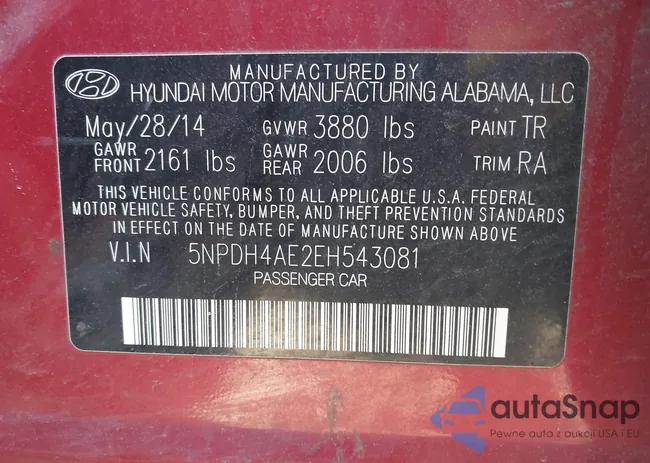 MANUFACTURED BY
HYUNDAI MOTOR MANUFACTURING ALABAMA, LLC
May/28/14 GVWR 3880 lbs PAINT TR
GAWR FRONT 2161 lbs GAWR REAR 2006 lbs TRIM RA
THIS VEHICLE CONFORMS TO ALL APPLICABLE U.S.A. FEDERAL
MOTOR VEHICLE SAFETY, BUMPER, AND THEFT PREVENTION STANDARDS
IN EFFECT ON THE DATE OF MANUFACTURE SHOWN ABOVE
V.I.N 5NPDH4AE2EH543081
PASSENGER CAR
autaSnap
Pewne auta z aukcji USA i EU